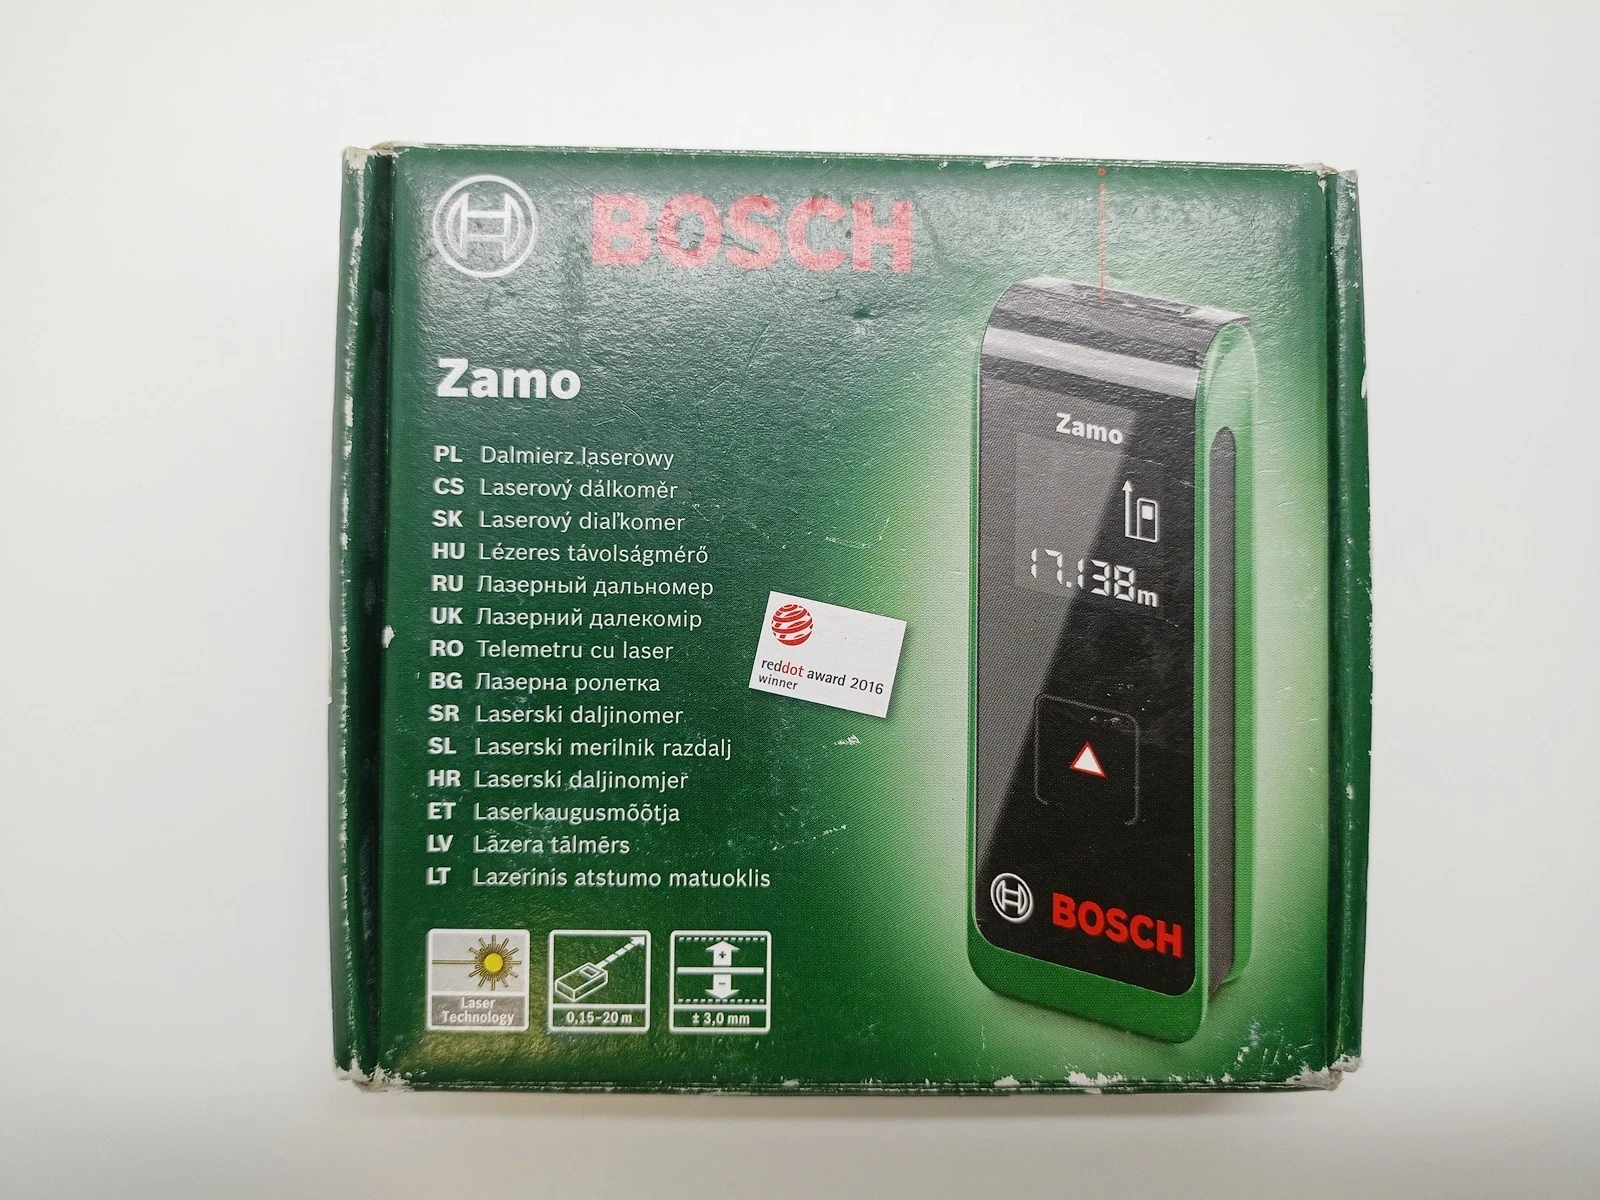 BOSCH
Zamo
PL Dalmierz laserowy
CS Laserový dálkoměr
SK Laserový diaľkomer
HU Lézeres távolságmérő
RU Лазерный дальномер
UK Лазерний далекомір
RO Telemetru cu laser
BG Лазерна ролетка
SR Laserski daljinomer
SL Laserski merilnik razdalj
HR Laserski daljinomjer
ET Laserkaugusmõõtja
LV Lāzera tālmērs
LT Lazerinis atstumo matuoklis
Laser
Technology
0,15-20 m
± 3,0 mm
reddot award 2016
winner
Zamo
17.138m
BOSCH